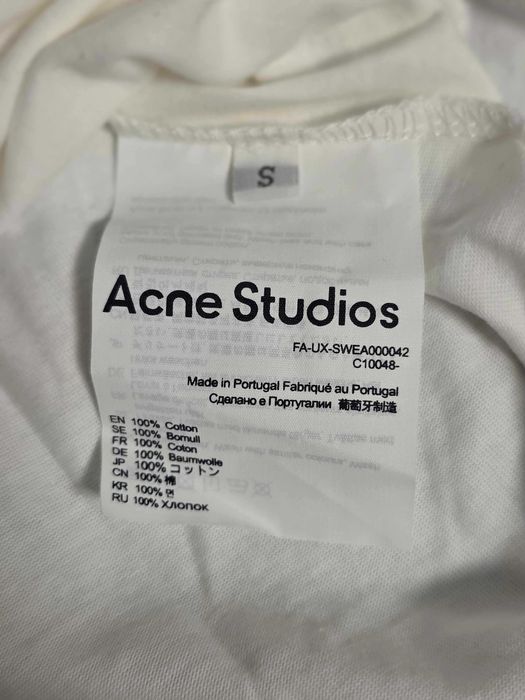 S
Acne Studios
FA-UX-SWEA000042
C10048-
Made in Portugal Fabriqué au Portugal
Сделано е Португалии 葡萄牙制造
EN 100% Cotton
SE 100% Bomull
FR 100% Coton
DE 100% Baumwolle
JP 100% コットン
CN 100% 棉
KR 100% 면
RU 100% Хлопок